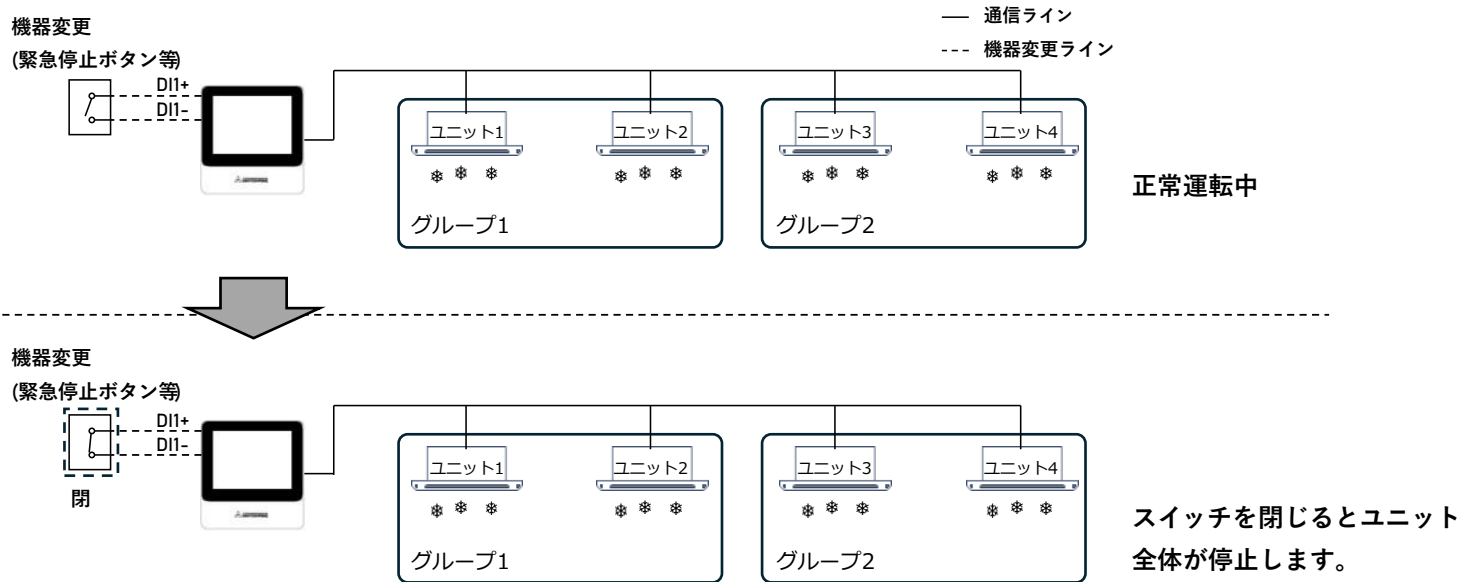 機器変更
(緊急停止ボタン等)
DI1+
DI1-
通信ライン
機器変更ライン
ユニット1
ユニット2
ユニット3
ユニット4
グループ1
グループ2
正常運転中
機器変更
(緊急停止ボタン等)
DI1+
DI1-
閉
ユニット1
ユニット2
ユニット3
ユニット4
グループ1
グループ2
スイッチを閉じるとユニット
全体が停止します。